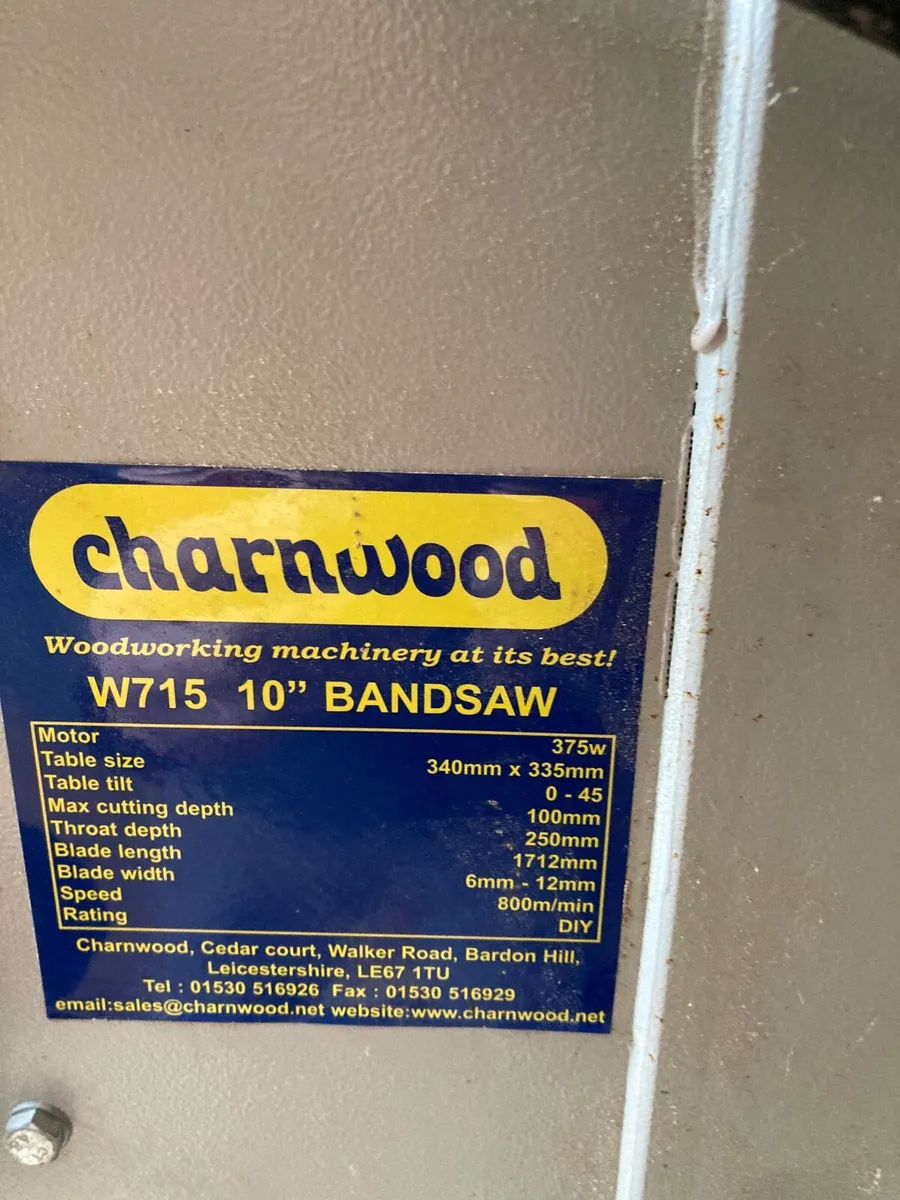 charnwood
Woodworking machinery at its best!
W715 10” BANDSAW
Motor 375w
Table size 340mm x 335mm
Table tilt 0 - 45
Max cutting depth 100mm
Throat depth 250mm
Blade length 1712mm
Blade width 6mm - 12mm
Speed 800m/min
Rating DIY
Charnwood, Cedar court, Walker Road, Bardon Hill,
Leicestershire, LE67 1TU
Tel : 01530 516926 Fax : 01530 516929
email:sales@charnwood.net website:www.charnwood.net